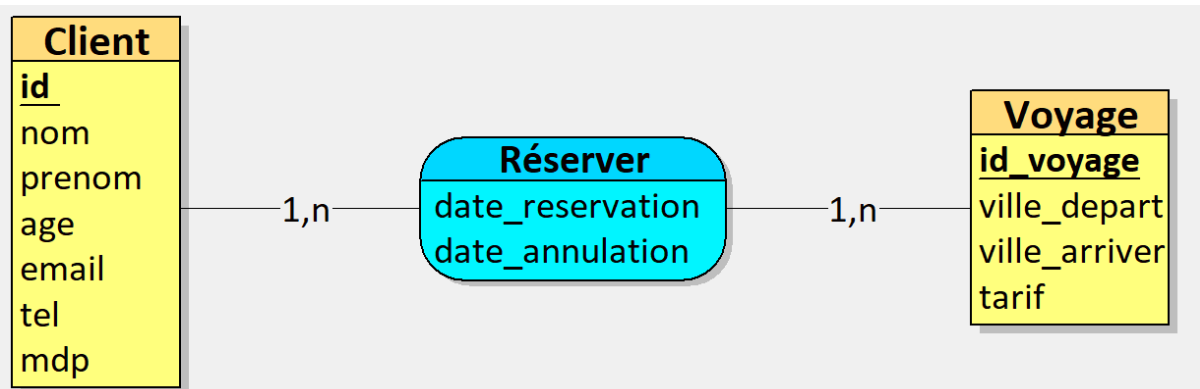 Client
id
nom
prenom
age
email
tel
mdp
1,n
Réserver
date_reservation
date_annulation
1,n
Voyage
id_voyage
ville_depart
ville_arriver
tarif